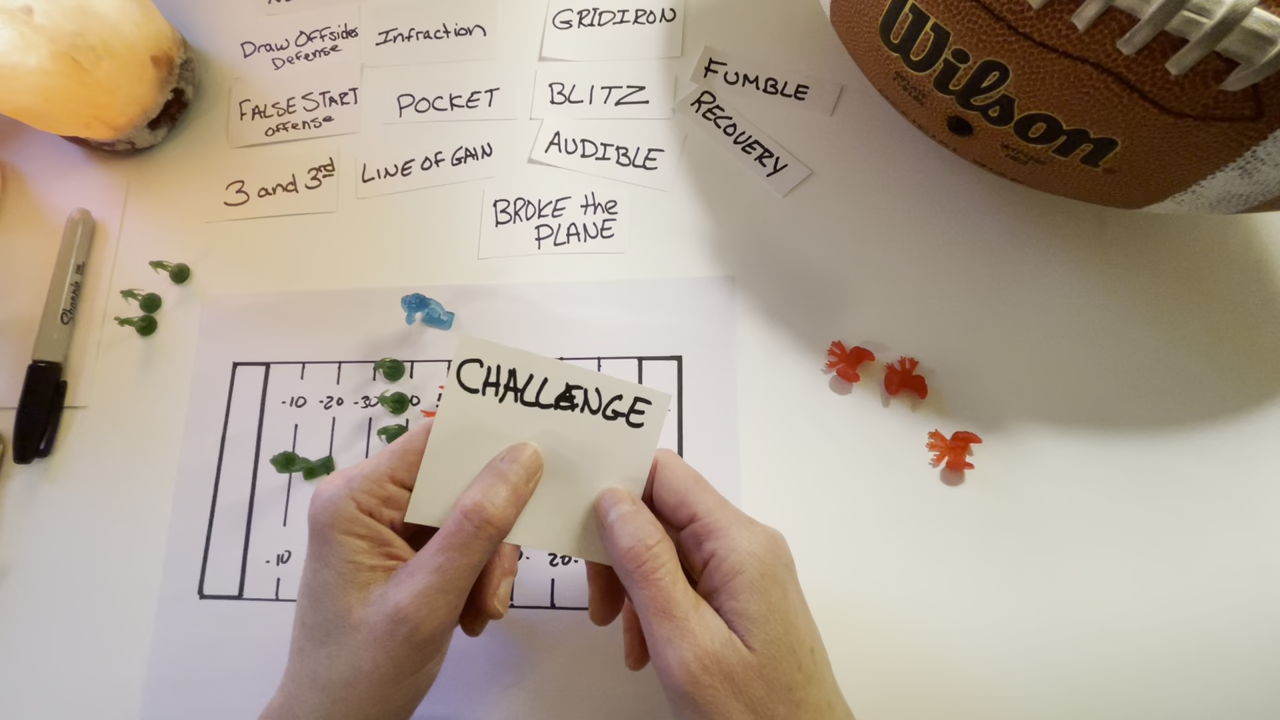 Draw Offsides
Defense
Infraction
GRIDIRON
FALSE START
offense
POCKET
BLITZ
FUMBLE
RECOVERY
3 and 3rd
LINE OF GAIN
AUDIBLE
BROKE the
PLANE
Wilson
Sharpie
CHALLENGE
-10 -20 -30
-10
20-